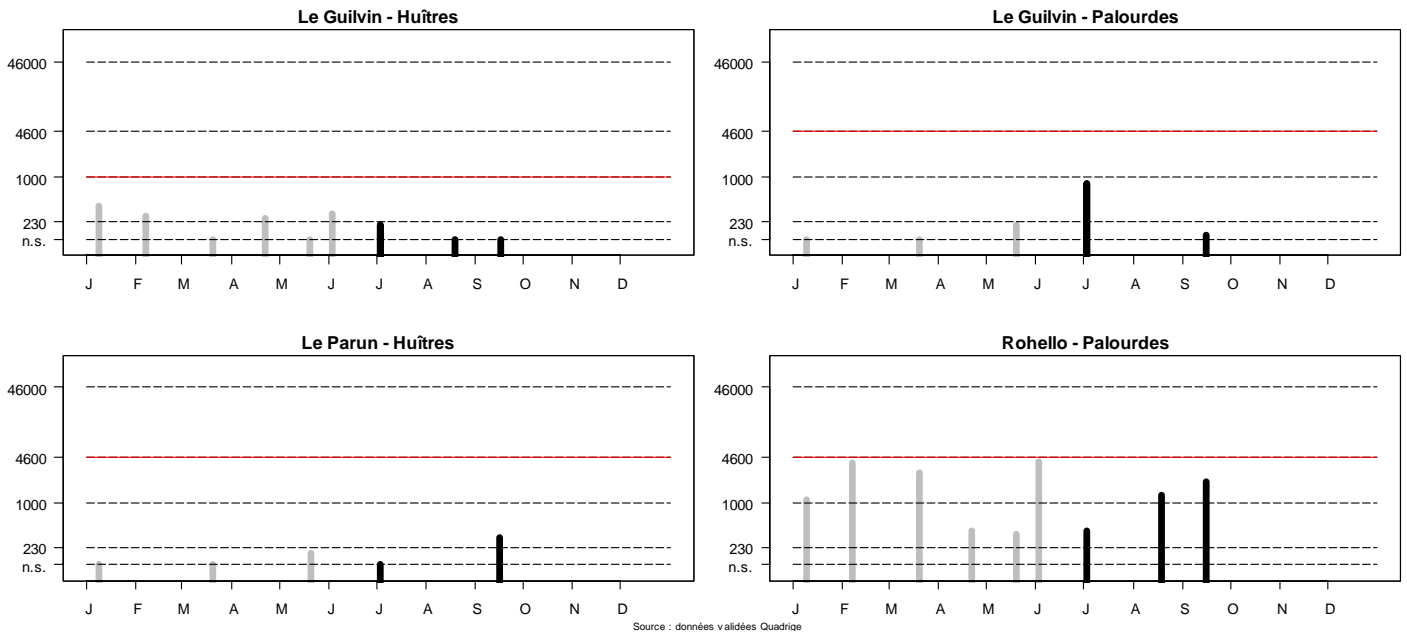 Le Guilvin - Huîtres
46000
4600
1000
230
n.s.
J F M A M J J A S O N D
Le Guilvin - Palourdes
46000
4600
1000
230
n.s.
J F M A M J J A S O N D
Le Parun - Huîtres
46000
4600
1000
230
n.s.
J F M A M J J A S O N D
Rohello - Palourdes
46000
4600
1000
230
n.s.
J F M A M J J A S O N D
Source : données validées Quadrige